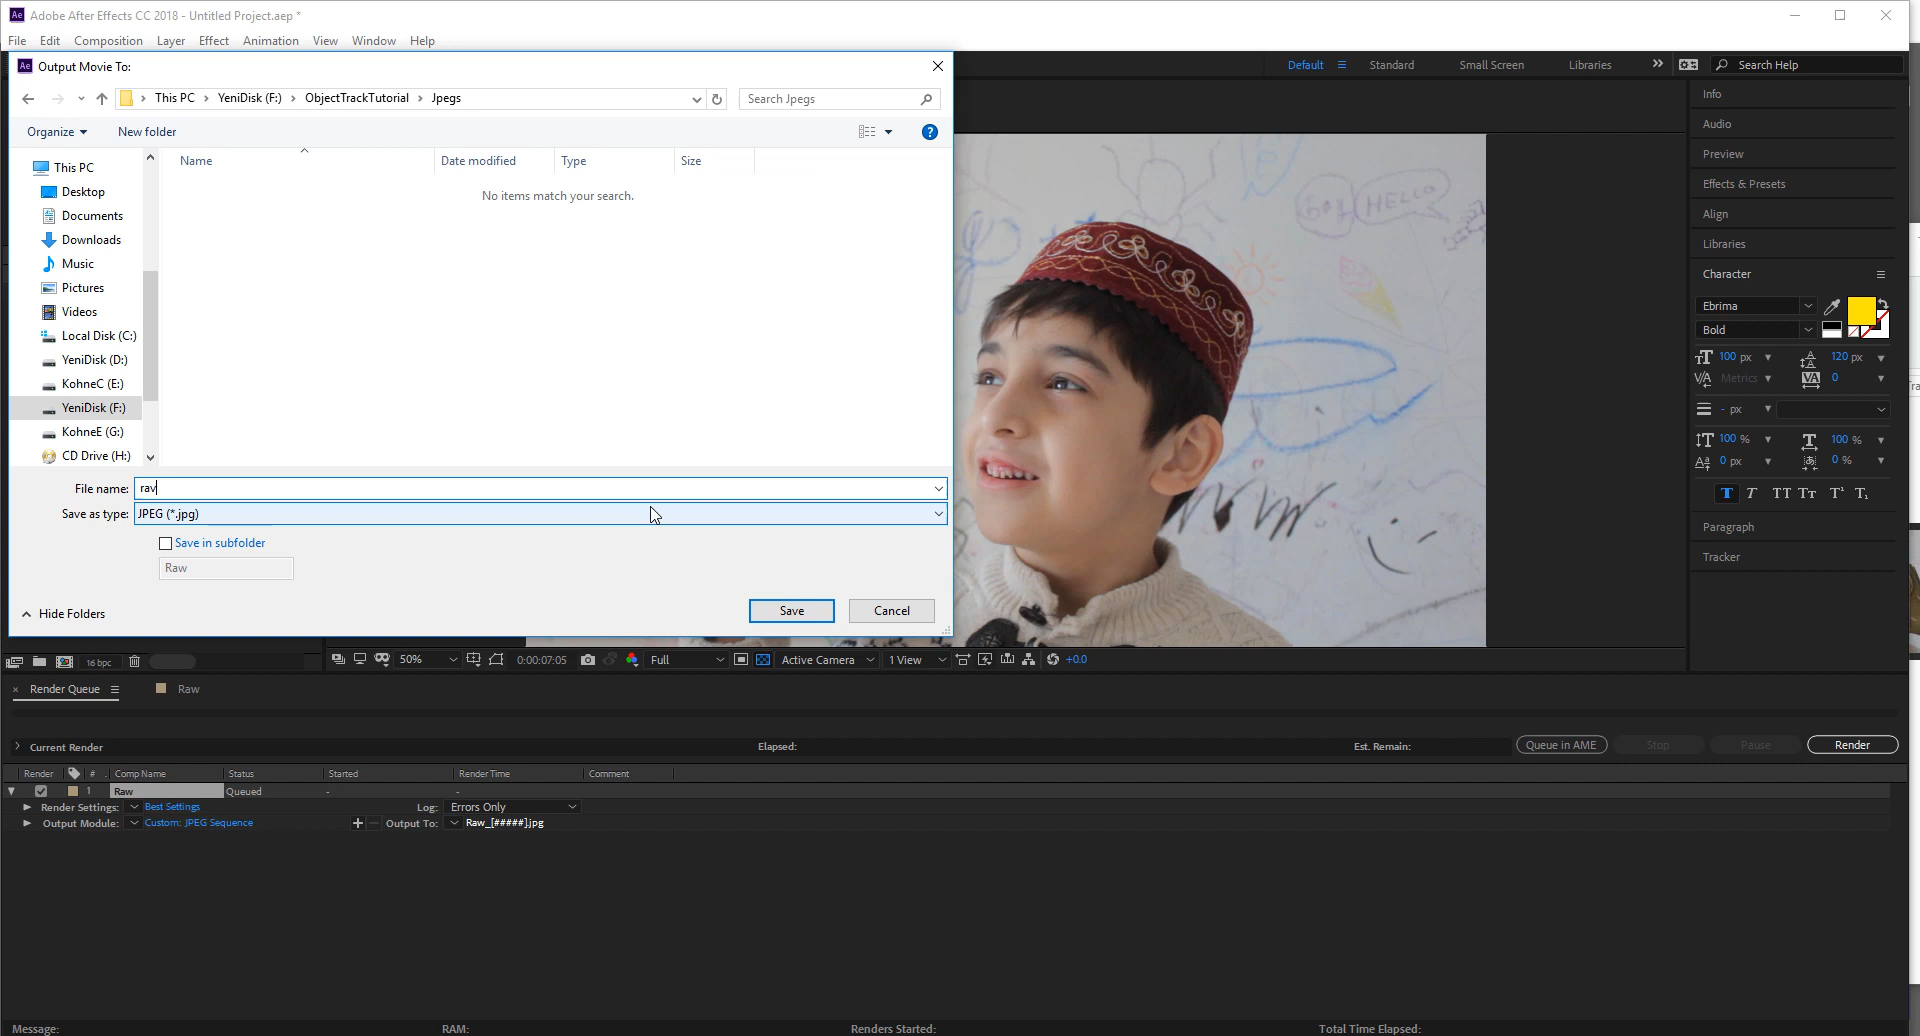 Ae Adobe After Effects CC 2018 - Untitled Project.aep *
File Edit Composition Layer Effect Animation View Window Help
Ae Output Movie To:
This PC YeniDisk (F:) ObjectTrackTutorial Jpegs
Search Jpegs
Organize New folder
?
This PC
Desktop
Documents
Downloads
Music
Pictures
Videos
Local Disk (C:)
YeniDisk (D:)
KohneC (E:)
YeniDisk (F:)
KohneE (G:)
CD Drive (H:)
Name Date modified Type Size
No items match your search.
File name: rav
Save as type: JPEG (*.jpg)
Save in subfolder
Raw
Hide Folders
Save Cancel
Default Standard Small Screen Libraries Search Help
HELLO
Info
Audio
Preview
Effects & Presets
Align
Libraries
Character
Ebrima
Bold
100 px 120 px
Metrics 0
- px
100 % 100 %
0 px 0 %
T T TT Tr T¹ T₁
Paragraph
Tracker
16 bpc
50% 0:00:07:05 Full Active Camera 1 View +0.0
Render Queue Raw
Current Render Elapsed: Est. Remain: Queue in AME Stop Pause Render
Render # Comp Name Status Started Render Time Comment
1 Raw Queued - -
Render Settings: Best Settings Log: Errors Only
Output Module: Custom: JPEG Sequence Output To: Raw_[#####].jpg
Message: RAM: Renders Started: Total Time Elapsed: